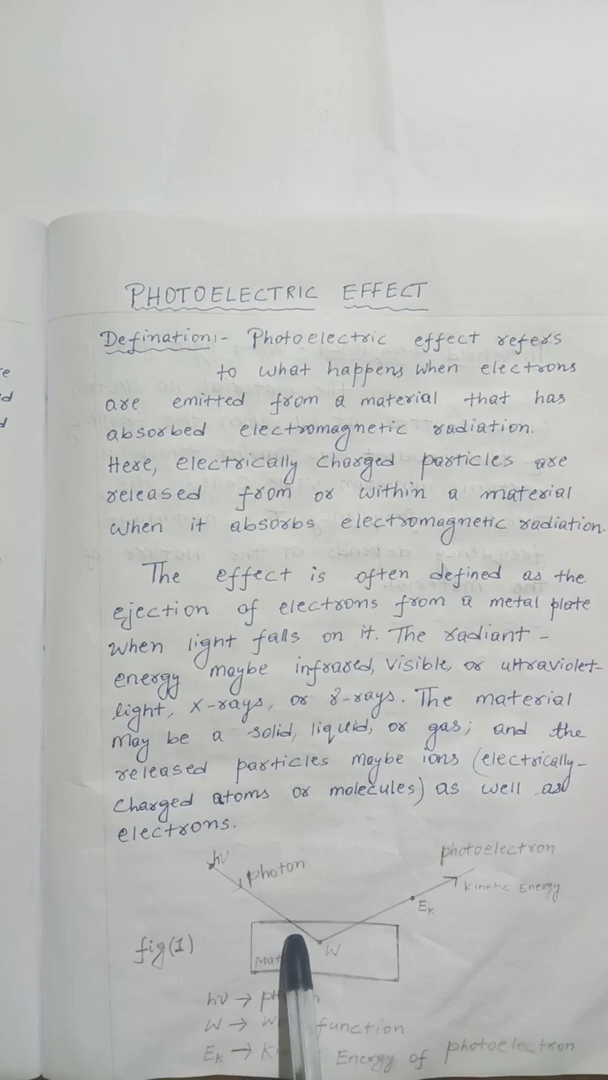 PHOTOELECTRIC EFFECT
Defination:- Photoelectric effect refers
to what happens when electrons
are emitted from a material that has
absorbed electromagnetic radiation.
Here, electrically charged particles are
released from or within a material
when it absorbs electromagnetic radiation.
The effect is often defined as the
ejection of electrons from a metal plate
when light falls on it. The radiant-
energy maybe infrared, visible, or ultraviolet-
light, x-rays, or γ-rays. The material
may be a solid, liquid, or gas; and the
released particles maybe ions (electrically-
charged atoms or molecules) as well as
electrons.
hν photon
photoelectron
Kinetic Energy
EK
fig(1)
W
hν →
W → function
EK → Energy of photoelectron